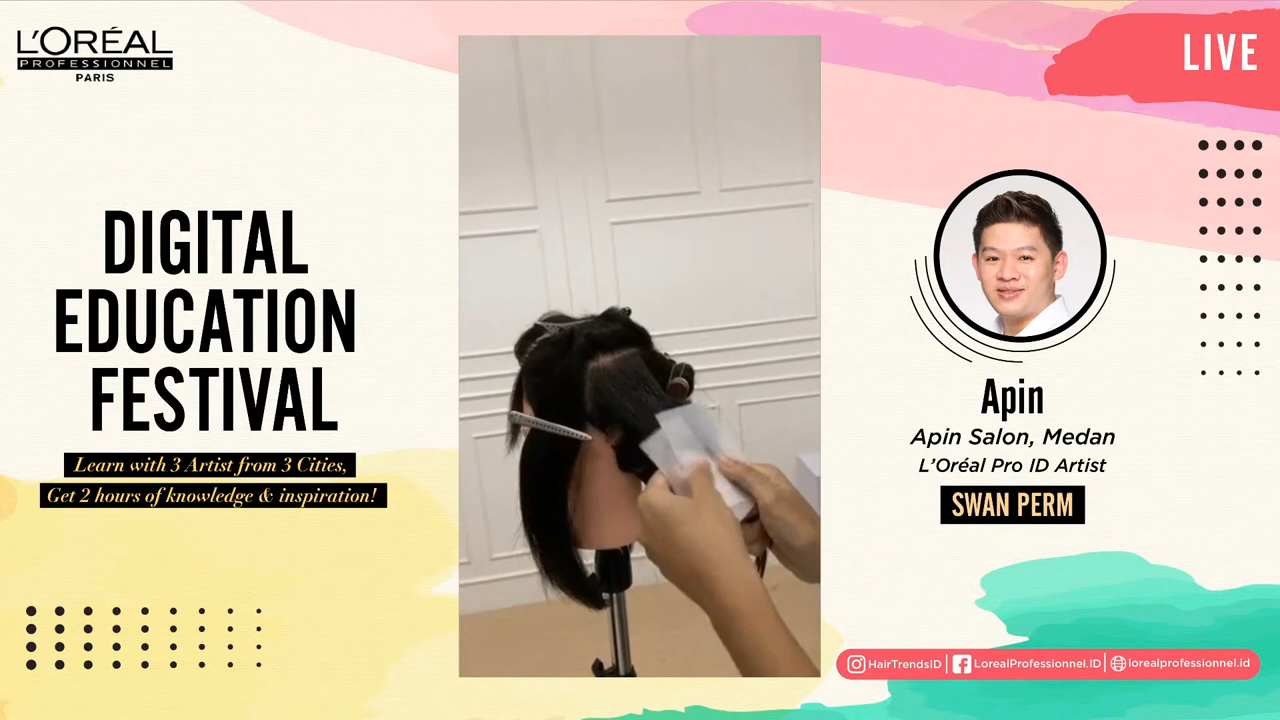 L'ORÉAL
PROFESSIONNEL
PARIS
LIVE
DIGITAL
EDUCATION
FESTIVAL
Learn with 3 Artist from 3 Cities,
Get 2 hours of knowledge & inspiration!
Apin
Apin Salon, Medan
L'Oréal Pro ID Artist
SWAN PERM
HairTrendsID | LorealProfessionnel.ID | lorealprofessionnel.id